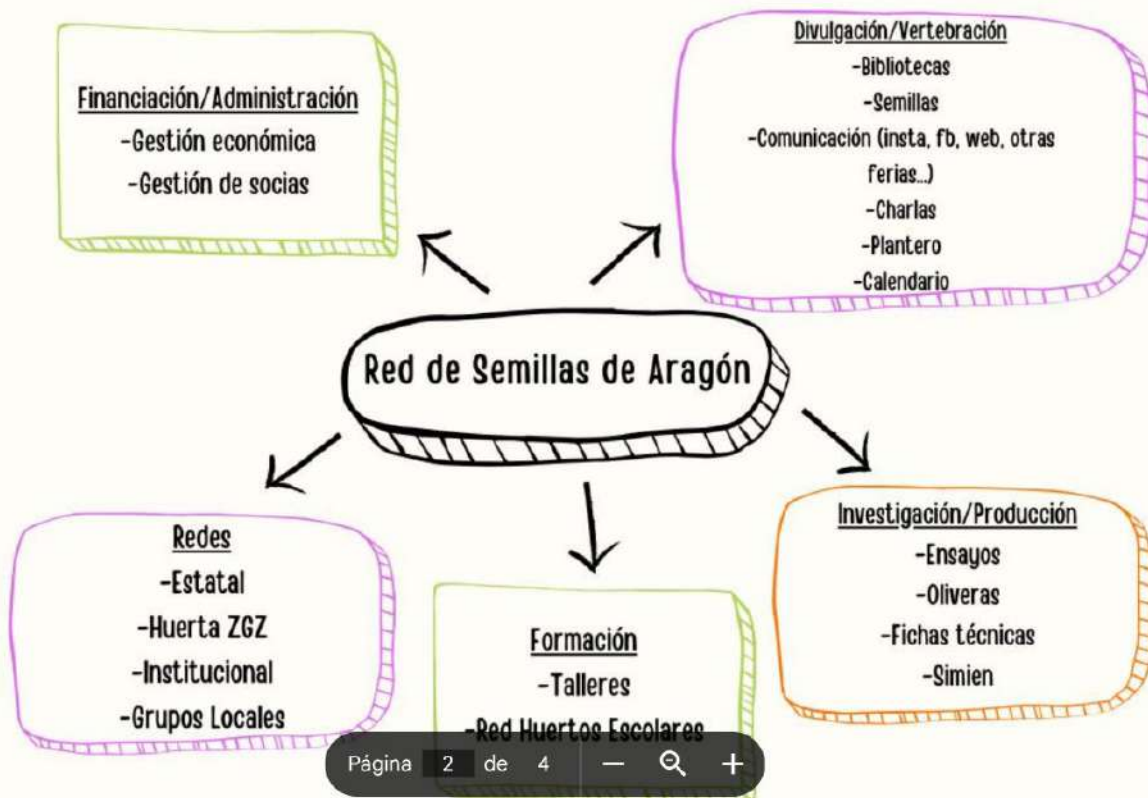 Financiación/Administración
-Gestión económica
-Gestión de socias
Divulgación/Vertebración
-Bibliotecas
-Semillas
-Comunicación (insta, fb, web, otras
ferias...)
-Charlas
-Plantero
-Calendario
Red de Semillas de Aragón
Redes
-Estatal
-Huerta ZGZ
-Institucional
-Grupos Locales
Formación
-Talleres
-Red Huertos Escolares
Investigación/Producción
-Ensayos
-Oliveras
-Fichas técnicas
-Simien
Página 2 de 4